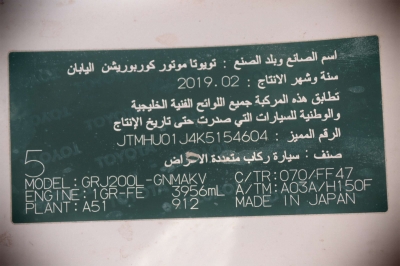 اسم الصانع وبلد الصنع : تويوتا موتور كوربوريشن اليابان
سنة وشهر الانتاج : 2019.02
تطابق هذه المركبة جميع اللوائح الفنية الخليجية
والوطنية للسيارات التي صدرت حتى تاريخ الإنتاج
الرقم المميز : JTMHU01J4K5154604
صنف : سيارة ركاب متعددة الأغراض
5
MODEL: GRJ200L-GNMAKV C/TR: 070/FF47
ENGINE: 1GR-FE 3956mL A/TM: A03A/H150F
PLANT: A51 912 MADE IN JAPAN